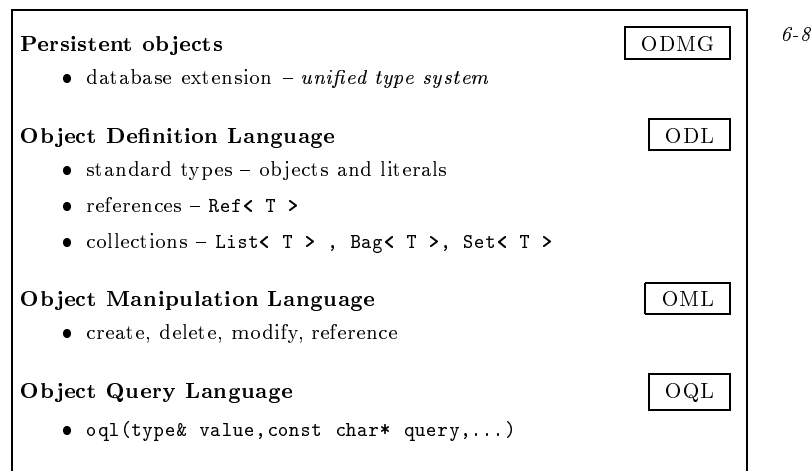 Persistent objects ODMG 6-8
• database extension – unified type system
Object Definition Language ODL
• standard types – objects and literals
• references – Ref< T >
• collections – List< T > , Bag< T >, Set< T >
Object Manipulation Language OML
• create, delete, modify, reference
Object Query Language OQL
• oql(type& value,const char* query,...)